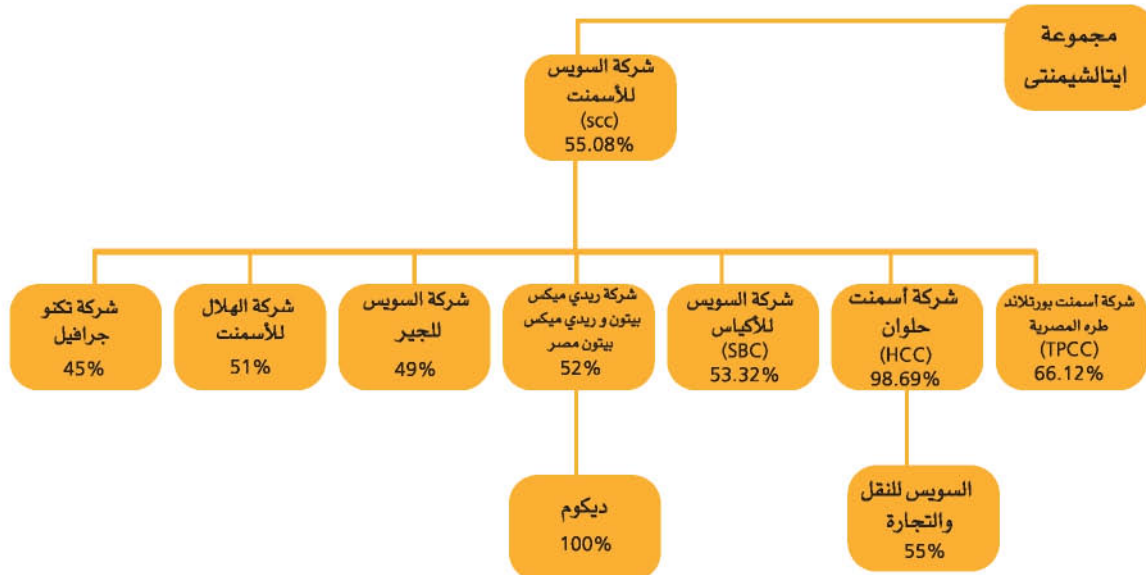 مجموعة
ايتالشيمنتى
شركة السويس
للأسمنت
(scc)
55.08%
شركة أسمنت بورتلاند
طره المصرية
(TPCC)
66.12%
شركة أسمنت
حلوان
(HCC)
98.69%
شركة السويس
للأكياس
(SBC)
53.32%
شركة ريدي ميكس
بيتون و ريدي ميكس
بيتون مصر
52%
شركة السويس
للجير
49%
شركة الهلال
للأسمنت
51%
شركة تكنو
جرافيل
45%
السويس للنقل
والتجارة
55%
ديكوم
100%